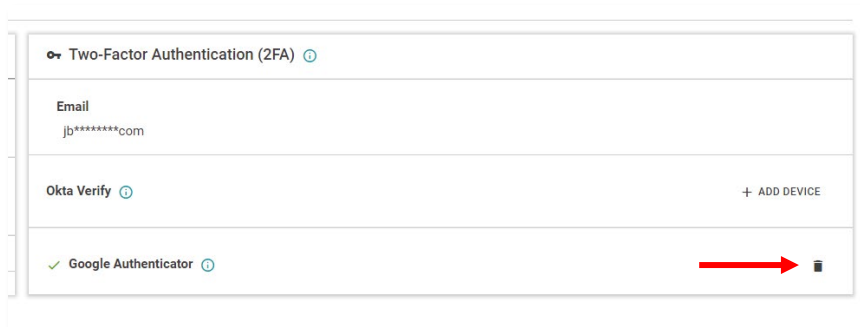 Two-Factor Authentication (2FA)
Email
jb********com
Okta Verify
+ ADD DEVICE
Google Authenticator